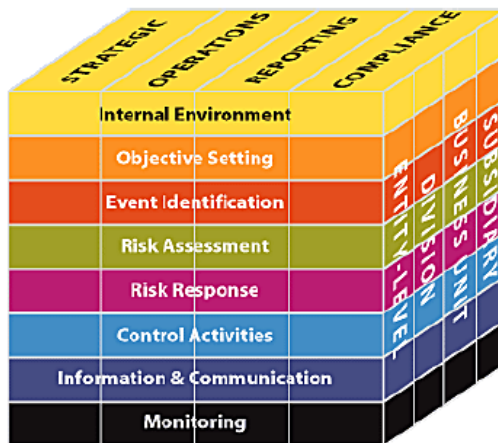 STRATEGIC
OPERATIONS
REPORTING
COMPLIANCE
Internal Environment
Objective Setting
Event Identification
Risk Assessment
Risk Response
Control Activities
Information & Communication
Monitoring
ENTITY-LEVEL
DIVISION
BUSINESS UNIT
SUBSIDIARY